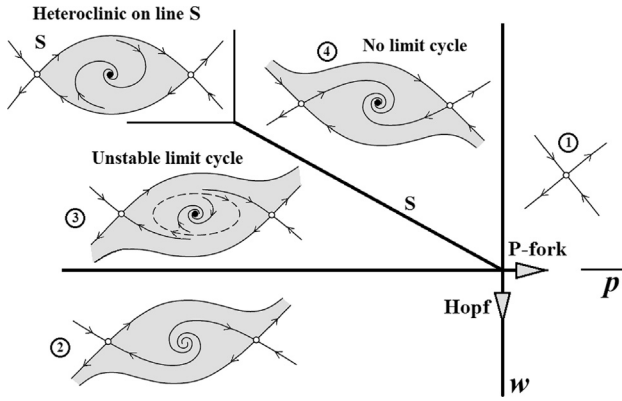 Heteroclinic on line S
S
④
No limit cycle
①
Unstable limit cycle
③
S
P-fork
p
Hopf
②
w